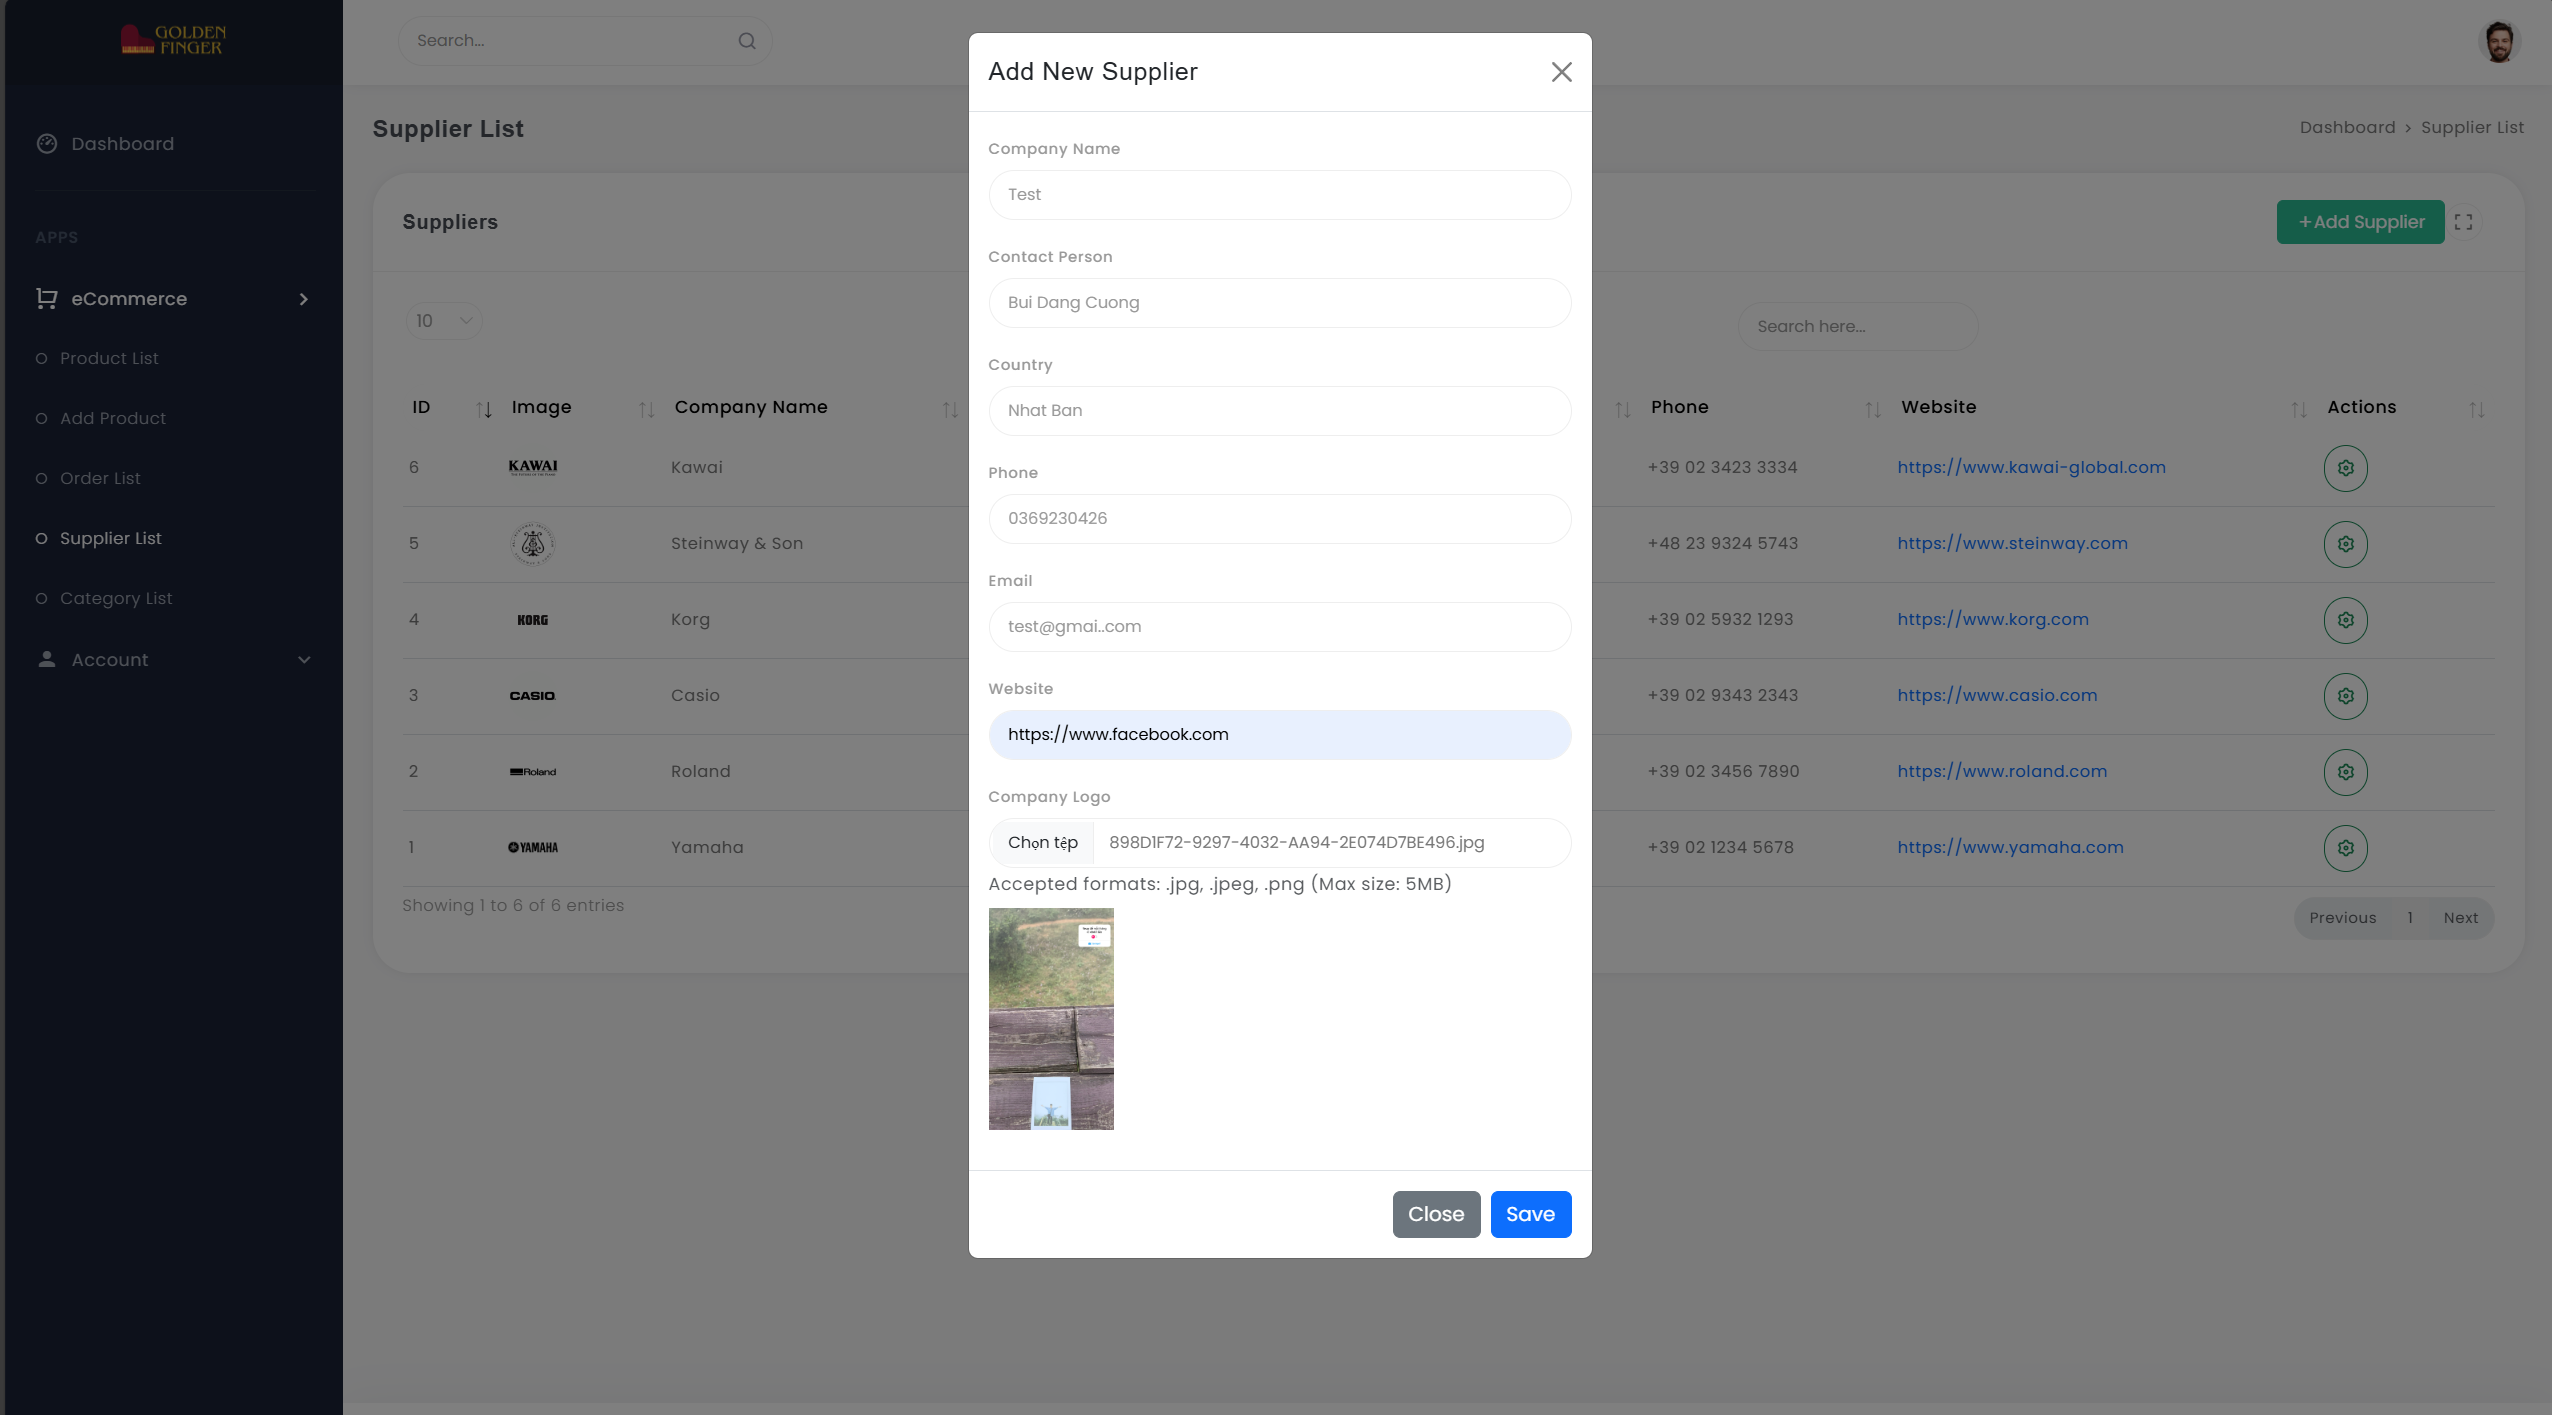 GOLDEN
FINGER
Search...
Dashboard
APPS
eCommerce
Product List
Add Product
Order List
Supplier List
Category List
Account
Supplier List
Dashboard › Supplier List
Suppliers
+Add Supplier
10
Search here...
ID Image Company Name Phone Website Actions
6 KAWAI Kawai +39 02 3423 3334 https://www.kawai-global.com
5 Steinway & Son +48 23 9324 5743 https://www.steinway.com
4 KORG Korg +39 02 5932 1293 https://www.korg.com
3 CASIO Casio +39 02 9343 2343 https://www.casio.com
2 Roland Roland +39 02 3456 7890 https://www.roland.com
1 YAMAHA Yamaha +39 02 1234 5678 https://www.yamaha.com
Showing 1 to 6 of 6 entries
Previous 1 Next
Add New Supplier
Company Name
Test
Contact Person
Bui Dang Cuong
Country
Nhat Ban
Phone
0369230426
Email
test@gmai..com
Website
https://www.facebook.com
Company Logo
Chọn tệp 898D1F72-9297-4032-AA94-2E074D7BE496.jpg
Accepted formats: .jpg, .jpeg, .png (Max size: 5MB)
Close Save